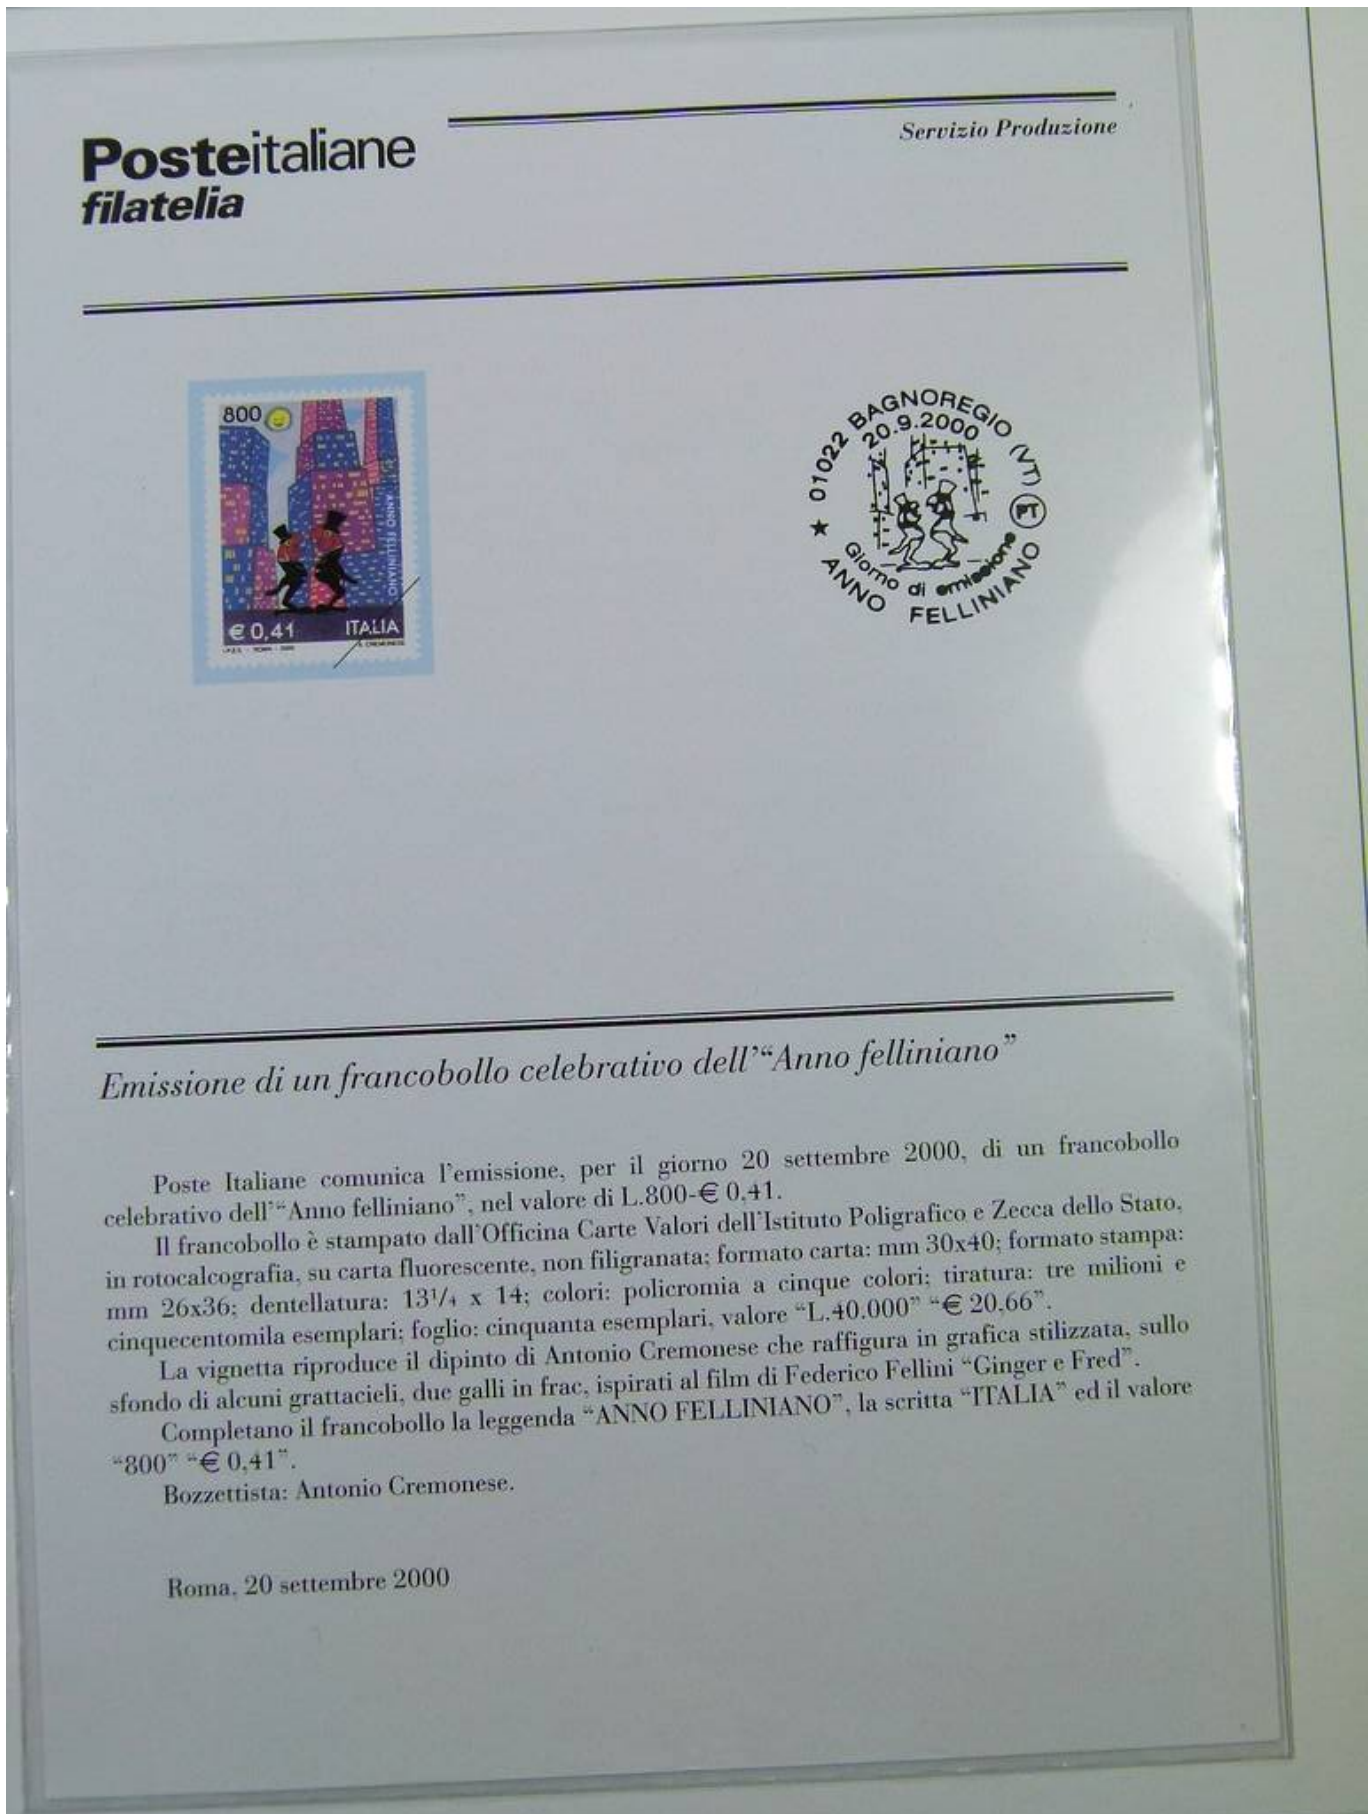 Posteitaliane
filatelia
Servizio Produzione
800
ANNO FELLINIANO
€ 0,41 ITALIA
I.P.Z.S. - ROMA - 2000 A. CREMONESE
★ 01022 BAGNOREGIO (VT)
20.9.2000
PT
Giorno di emissione
ANNO FELLINIANO
Emissione di un francobollo celebrativo dell'“Anno felliniano”
Poste Italiane comunica l'emissione, per il giorno 20 settembre 2000, di un francobollo
celebrativo dell'“Anno felliniano”, nel valore di L.800-€ 0,41.
Il francobollo è stampato dall'Officina Carte Valori dell'Istituto Poligrafico e Zecca dello Stato,
in rotocalcografia, su carta fluorescente, non filigranata; formato carta: mm 30x40; formato stampa:
mm 26x36; dentellatura: 13¹/₄ x 14; colori: policromia a cinque colori; tiratura: tre milioni e
cinquecentomila esemplari; foglio: cinquanta esemplari, valore “L.40.000” “€ 20,66”.
La vignetta riproduce il dipinto di Antonio Cremonese che raffigura in grafica stilizzata, sullo
sfondo di alcuni grattacieli, due galli in frac, ispirati al film di Federico Fellini “Ginger e Fred”.
Completano il francobollo la leggenda “ANNO FELLINIANO”, la scritta “ITALIA” ed il valore
“800” “€ 0,41”.
Bozzettista: Antonio Cremonese.
Roma, 20 settembre 2000